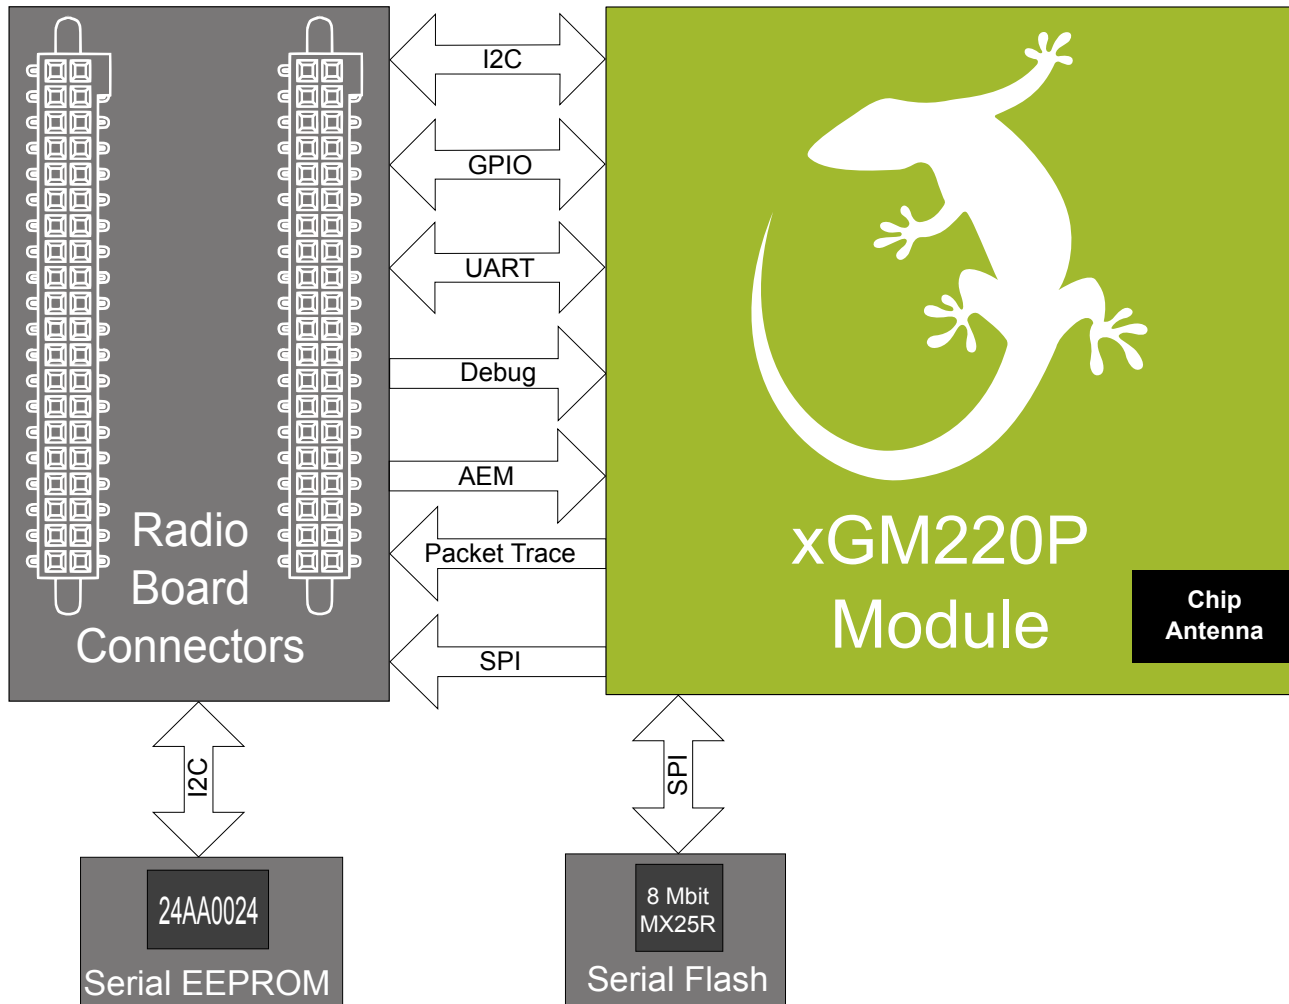 I2C
GPIO
UART
Debug
AEM
Packet Trace
SPI
Radio
Board
Connectors
xGM220P
Module
Chip
Antenna
I2C
SPI
24AA0024
Serial EEPROM
8 Mbit
MX25R
Serial Flash